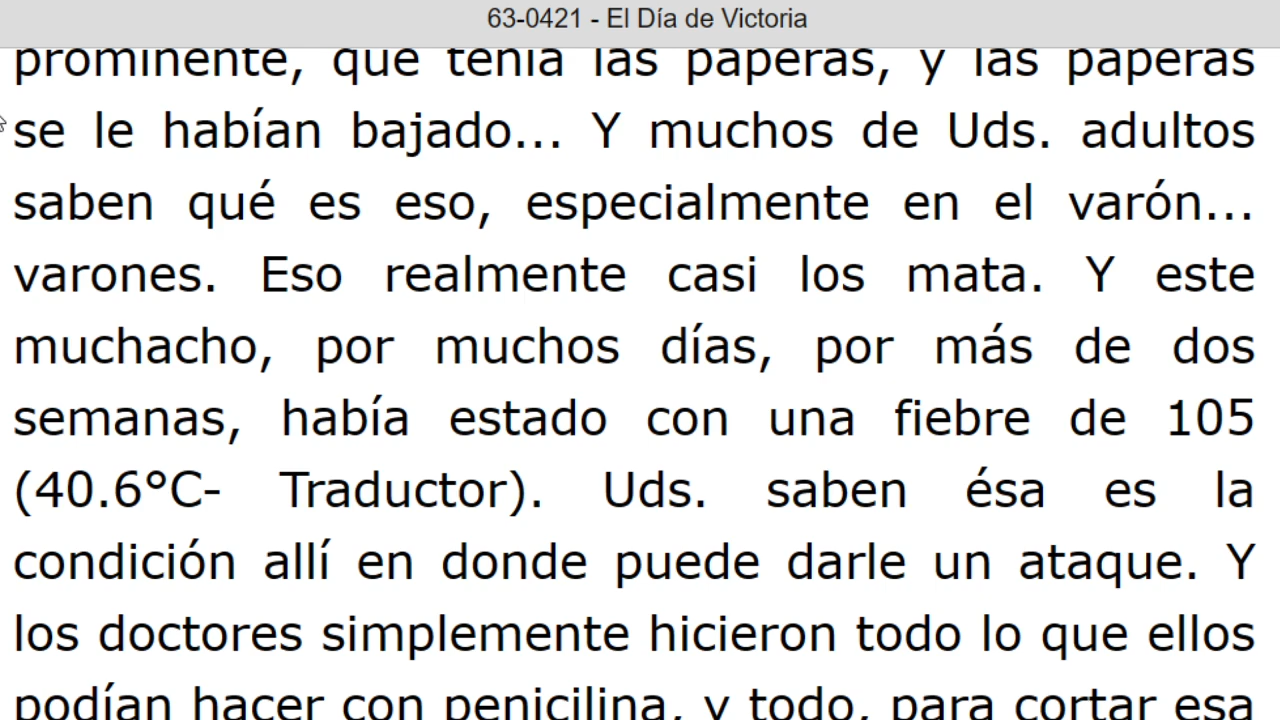 63-0421 - El Día de Victoria
prominente, que tenía las paperas, y las paperas
se le habían bajado... Y muchos de Uds. adultos
saben qué es eso, especialmente en el varón...
varones. Eso realmente casi los mata. Y este
muchacho, por muchos días, por más de dos
semanas, había estado con una fiebre de 105
(40.6°C- Traductor). Uds. saben ésa es la
condición allí en donde puede darle un ataque. Y
los doctores simplemente hicieron todo lo que ellos
podían hacer con penicilina, y todo, para cortar esa